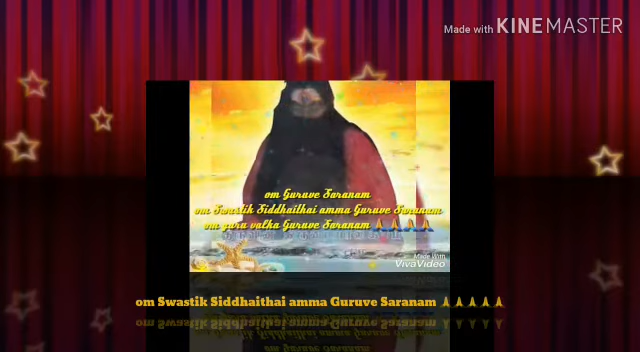 Made with KINEMASTER
om Guruve Saranam
om Swastik Siddhaithai amma Guruve Saranam
om guru valka Guruve Saranam 🙏🙏🙏🙏
Made With
VivaVideo
om Swastik Siddhaithai amma Guruve Saranam 🙏🙏🙏🙏🙏